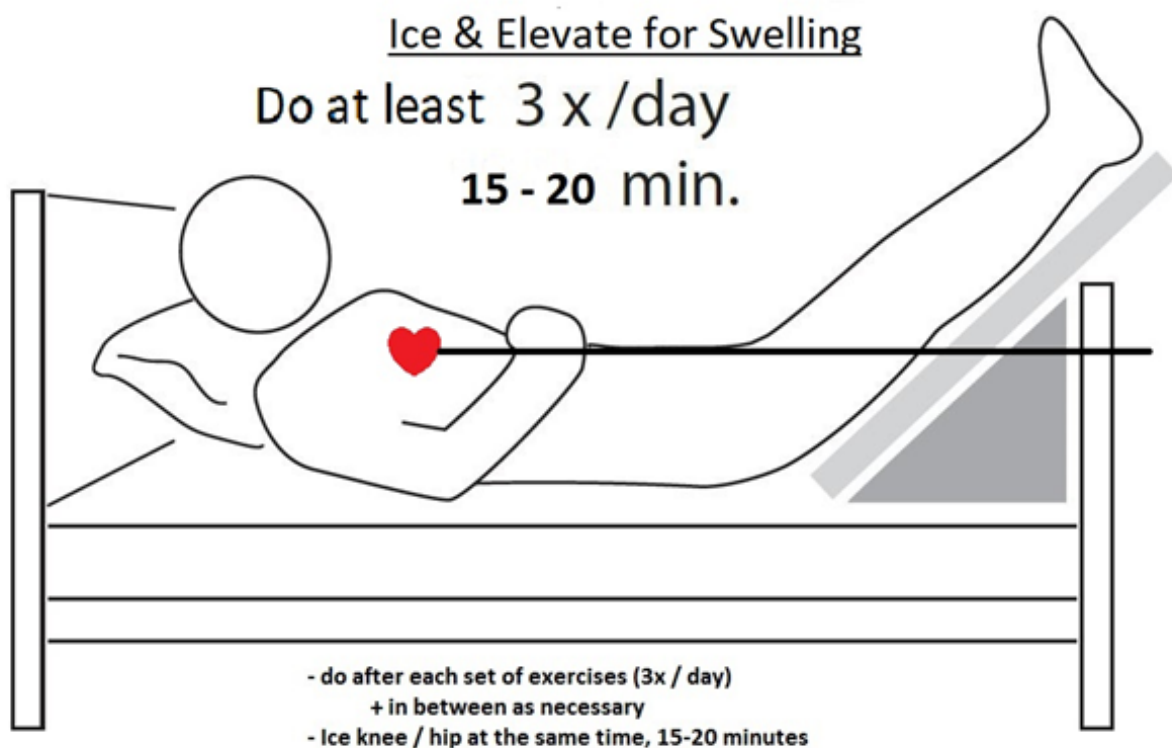 Ice & Elevate for Swelling
Do at least 3 x /day
15 - 20 min.
- do after each set of exercises (3x / day)
+ in between as necessary
- Ice knee / hip at the same time, 15-20 minutes